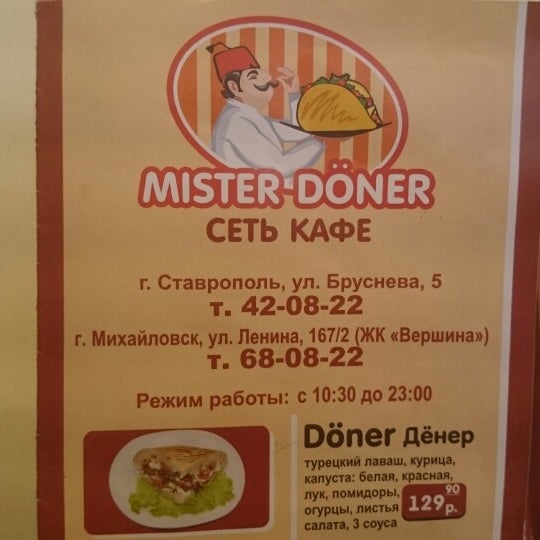 MISTER DÖNER
СЕТЬ КАФЕ
г. Ставрополь, ул. Бруснева, 5
т. 42-08-22
г. Михайловск, ул. Ленина, 167/2 (ЖК «Вершина»)
т. 68-08-22
Режим работы: с 10:30 до 23:00
Döner Дёнер
турецкий лаваш, курица,
капуста: белая, красная,
лук, помидоры,
огурцы, листья
салата, 3 соуса
90
129р.